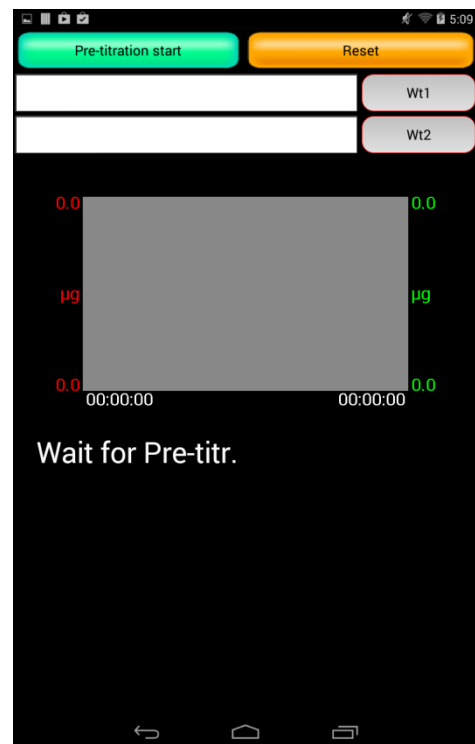 5:09
Pre-titration start Reset
Wt1
Wt2
0.0 0.0
µg µg
0.0 0.0
00:00:00 00:00:00
Wait for Pre-titr.